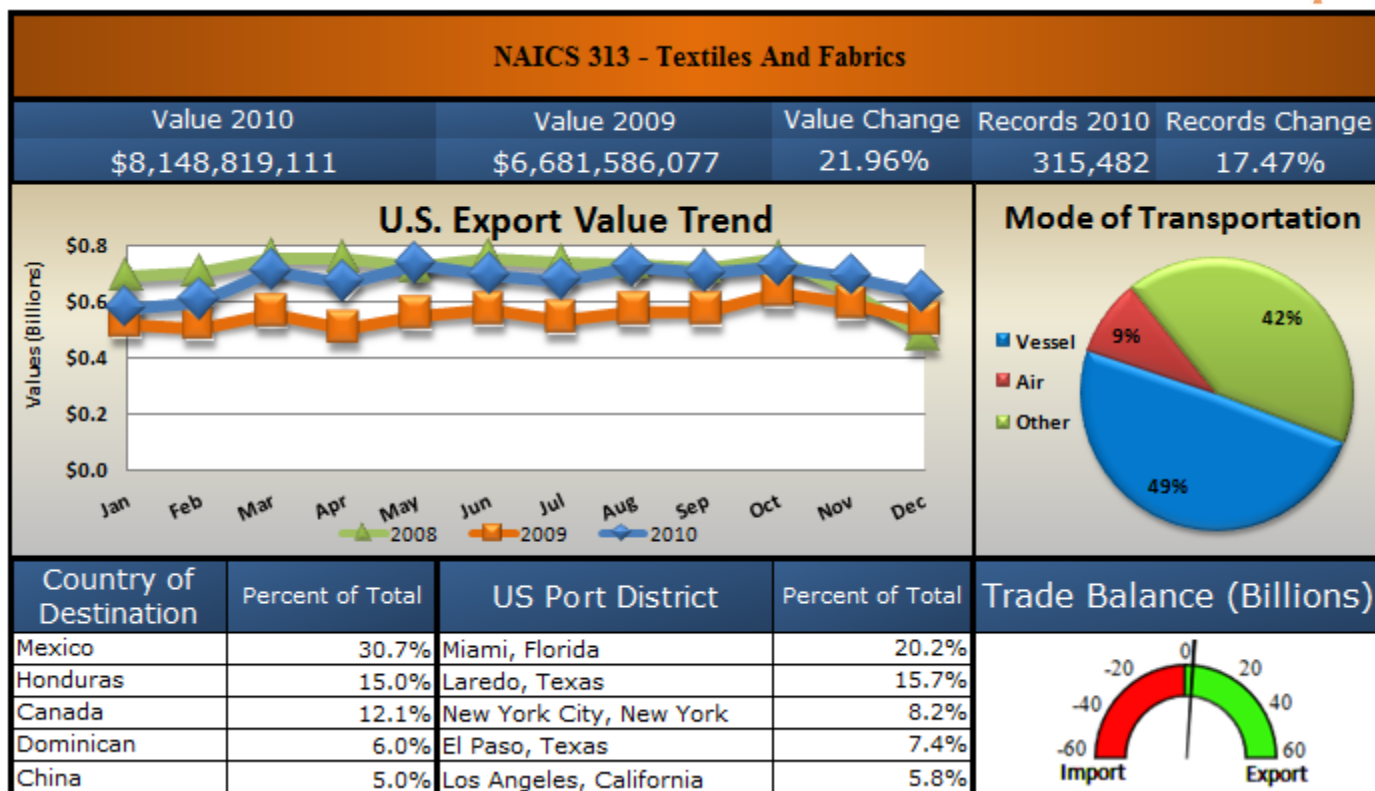 NAICS 313 - Textiles And Fabrics
Value 2010 Value 2009 Value Change Records 2010 Records Change
$8,148,819,111 $6,681,586,077 21.96% 315,482 17.47%
U.S. Export Value Trend
Values (Billions)
$0.8
$0.6
$0.4
$0.2
$0.0
Jan Feb Mar Apr May Jun Jul Aug Sep Oct Nov Dec
2008 2009 2010
Mode of Transportation
Vessel
Air
Other
42%
9%
49%
Country of
Destination
Percent of Total US Port District Percent of Total
Mexico 30.7% Miami, Florida 20.2%
Honduras 15.0% Laredo, Texas 15.7%
Canada 12.1% New York City, New York 8.2%
Dominican 6.0% El Paso, Texas 7.4%
China 5.0% Los Angeles, California 5.8%
Trade Balance (Billions)
0
-20 20
-40 40
-60 60
Import Export